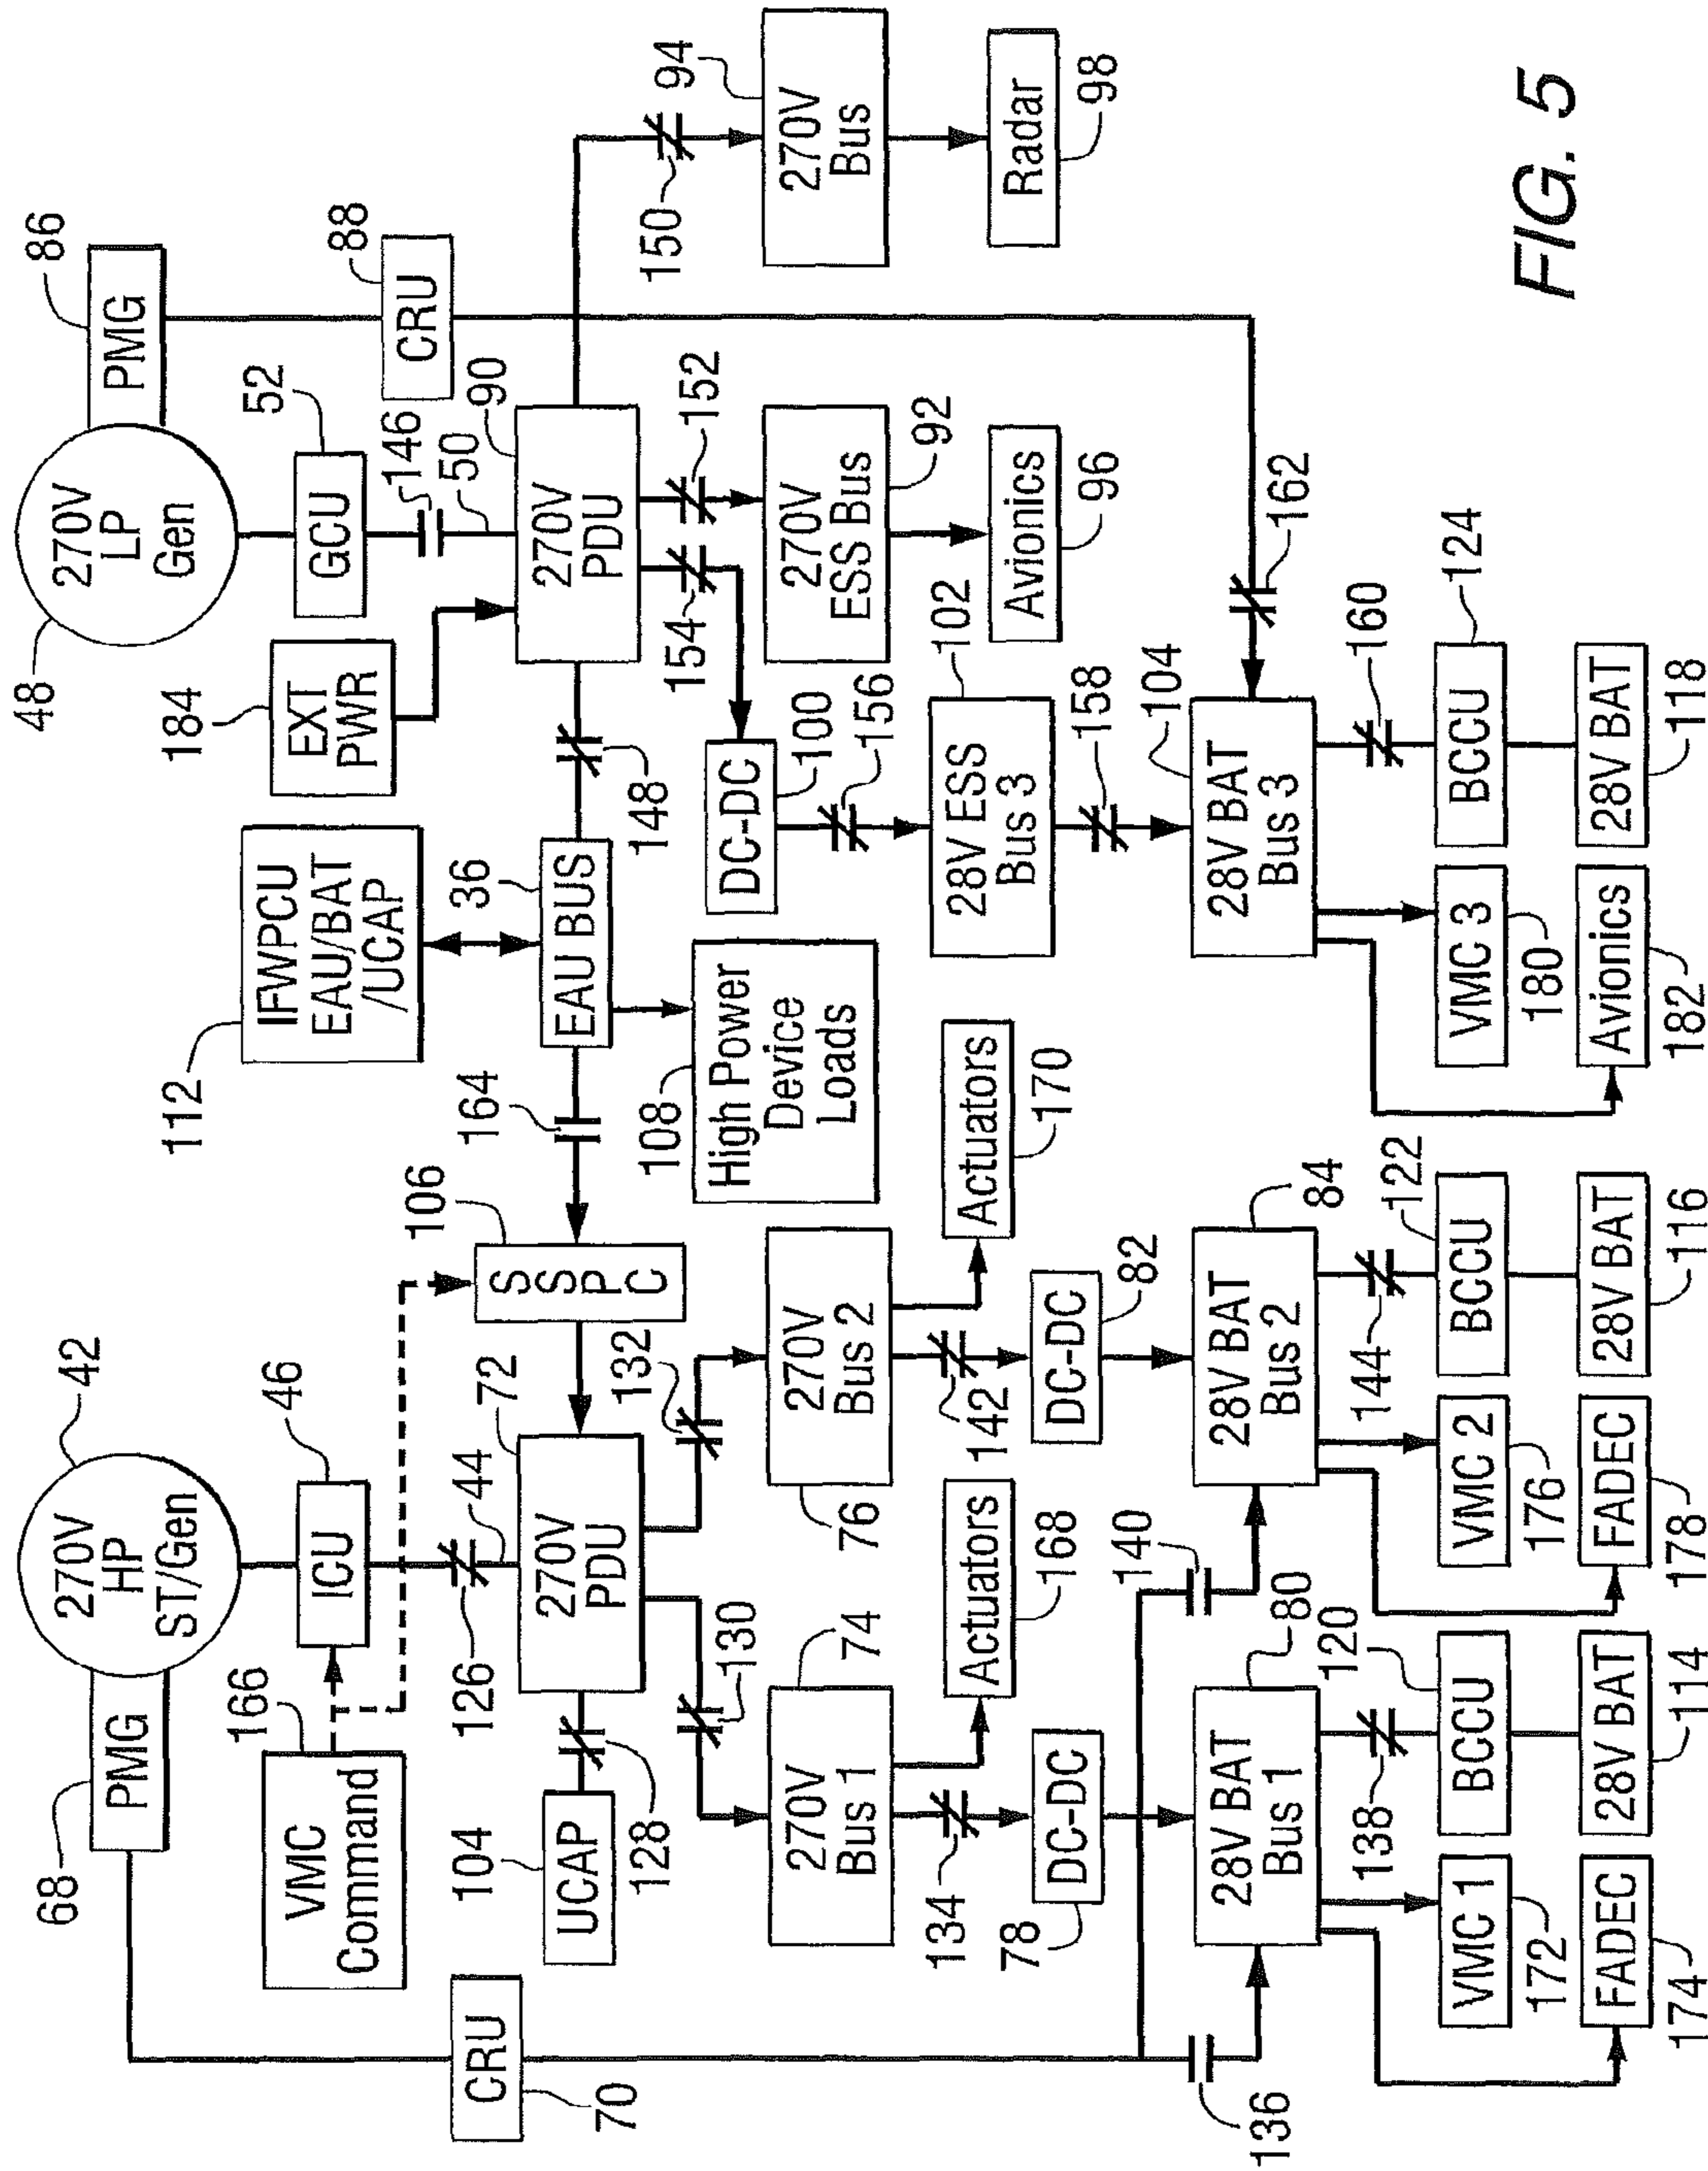 68
PMG
270V
HP
ST/Gen
42
48
270V
LP
Gen
PMG
86
166
VMC
Command
ICU
46
112
IFWPCU
EAU/BAT
/UCAP
184
EXT
PWR
GCU
52
146
CRU
88
CRU
70
126
44
72
106
164
36
50
90
104
UCAP
128
270V
PDU
SSPC
EAU BUS
148
270V
PDU
150
94
130
132
108
High Power
Device
Loads
154
152
74
270V
Bus 1
76
270V
Bus 2
DC-DC
100
270V
ESS Bus
92
270V
Bus
134
Actuators
168
142
Actuators
170
156
102
Avionics
96
Radar
98
78
DC-DC
DC-DC
82
28V ESS
Bus 3
158
136
140
80
84
104
162
28V BAT
Bus 1
28V BAT
Bus 2
28V BAT
Bus 3
138
120
144
122
160
124
VMC 1
172
BCCU
VMC 2
176
BCCU
VMC 3
180
BCCU
FADEC
174
28V BAT
114
FADEC
178
28V BAT
116
Avionics
182
28V BAT
118
FIG. 5